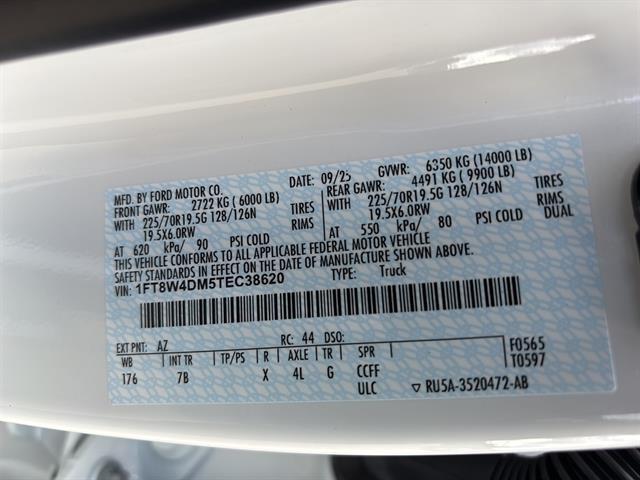 MFD. BY FORD MOTOR CO. DATE: 09/25 GVWR: 6350 KG (14000 LB)
FRONT GAWR: 2722 KG ( 6000 LB) REAR GAWR: 4491 KG ( 9900 LB)
WITH 225/70R19.5G 128/126N TIRES WITH 225/70R19.5G 128/126N TIRES
19.5X6.0RW RIMS 19.5X6.0RW RIMS
AT 620 kPa/ 90 PSI COLD AT 550 kPa/ 80 PSI COLD DUAL
THIS VEHICLE CONFORMS TO ALL APPLICABLE FEDERAL MOTOR VEHICLE
SAFETY STANDARDS IN EFFECT ON THE DATE OF MANUFACTURE SHOWN ABOVE.
VIN: 1FT8W4DM5TEC38620 TYPE: Truck
EXT PNT: AZ RC: 44 DSO: F0565
WB INT TR TP/PS R AXLE TR SPR T0597
176 7B X 4L G CCFF
ULC ▽ RU5A-3520472-AB